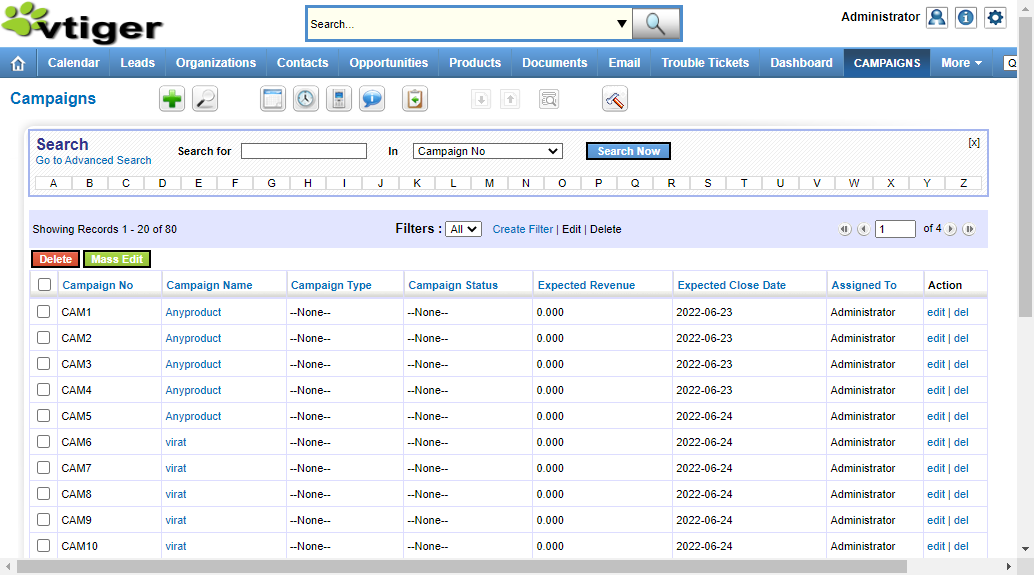 vtiger
Search...
Administrator
Calendar Leads Organizations Contacts Opportunities Products Documents Email Trouble Tickets Dashboard CAMPAIGNS More Q
Campaigns
Search
Go to Advanced Search
Search for In Campaign No Search Now [x]
A B C D E F G H I J K L M N O P Q R S T U V W X Y Z
Showing Records 1 - 20 of 80 Filters : All Create Filter | Edit | Delete 1 of 4
Delete Mass Edit
Campaign No Campaign Name Campaign Type Campaign Status Expected Revenue Expected Close Date Assigned To Action
CAM1 Anyproduct --None-- --None-- 0.000 2022-06-23 Administrator edit | del
CAM2 Anyproduct --None-- --None-- 0.000 2022-06-23 Administrator edit | del
CAM3 Anyproduct --None-- --None-- 0.000 2022-06-23 Administrator edit | del
CAM4 Anyproduct --None-- --None-- 0.000 2022-06-23 Administrator edit | del
CAM5 Anyproduct --None-- --None-- 0.000 2022-06-24 Administrator edit | del
CAM6 virat --None-- --None-- 0.000 2022-06-24 Administrator edit | del
CAM7 virat --None-- --None-- 0.000 2022-06-24 Administrator edit | del
CAM8 virat --None-- --None-- 0.000 2022-06-24 Administrator edit | del
CAM9 virat --None-- --None-- 0.000 2022-06-24 Administrator edit | del
CAM10 virat --None-- --None-- 0.000 2022-06-24 Administrator edit | del